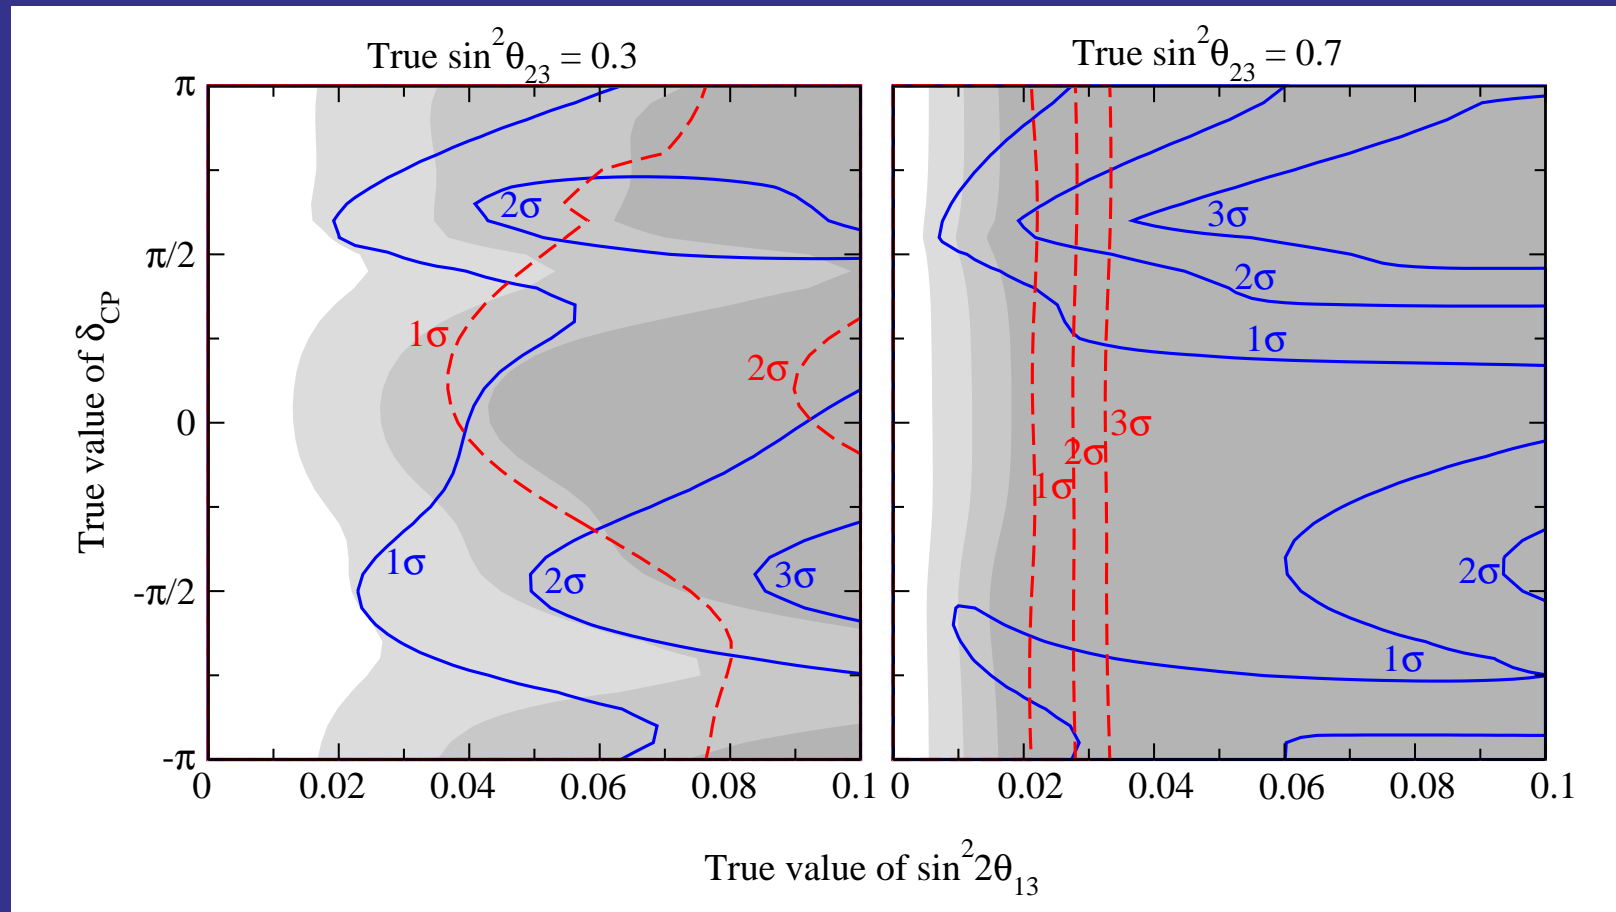 True sin²θ₂₃ = 0.3
True sin²θ₂₃ = 0.7
True value of δ_CP
π
π/2
0
-π/2
-π
2σ
1σ
2σ
1σ
2σ
3σ
3σ
2σ
1σ
3σ
2σ
1σ
2σ
1σ
0 0.02 0.04 0.06 0.08 0.1
0 0.02 0.04 0.06 0.08 0.1
True value of sin²2θ₁₃